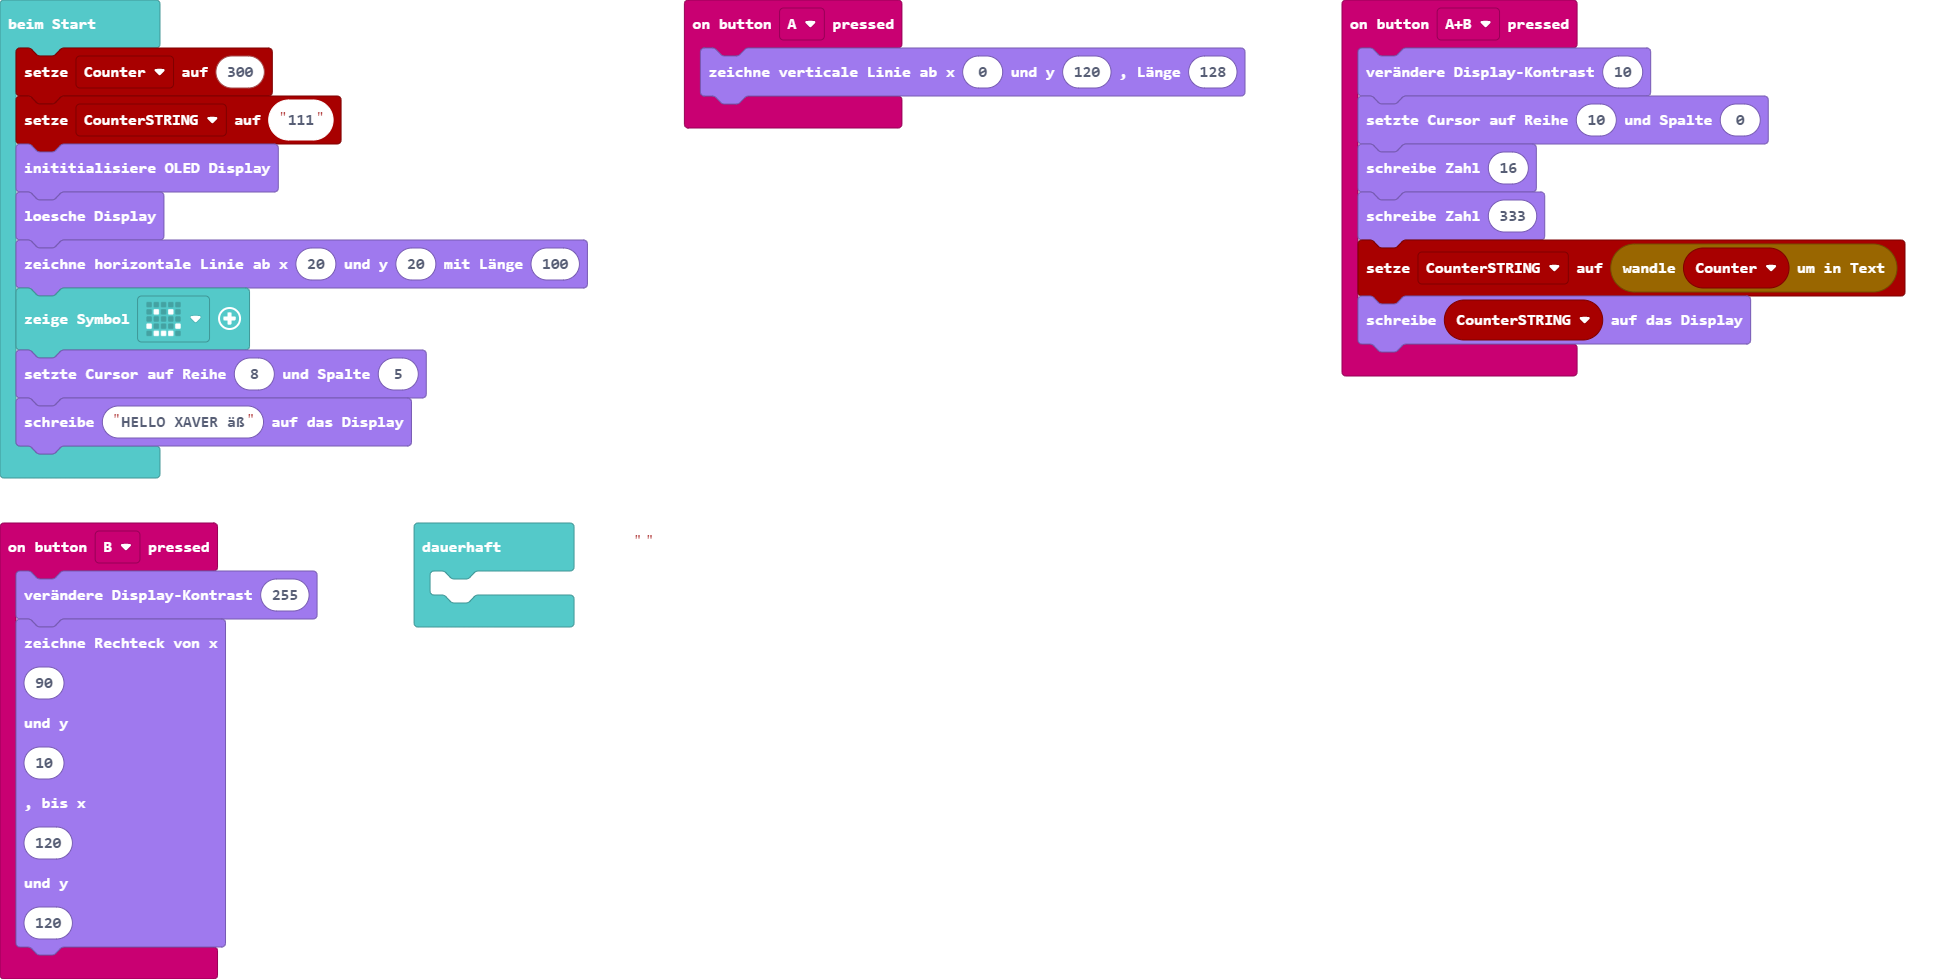 beim Start
setze Counter auf 300
setze CounterSTRING auf "111"
inititialisiere OLED Display
loesche Display
zeichne horizontale Linie ab x 20 und y 20 mit Länge 100
zeige Symbol
setzte Cursor auf Reihe 8 und Spalte 5
schreibe "HELLO XAVER äß" auf das Display
on button A pressed
zeichne verticale Linie ab x 0 und y 120 , Länge 128
on button A+B pressed
verändere Display-Kontrast 10
setzte Cursor auf Reihe 10 und Spalte 0
schreibe Zahl 16
schreibe Zahl 333
setze CounterSTRING auf wandle Counter um in Text
schreibe CounterSTRING auf das Display
on button B pressed
verändere Display-Kontrast 255
zeichne Rechteck von x
90
und y
10
, bis x
120
und y
120
dauerhaft
" "